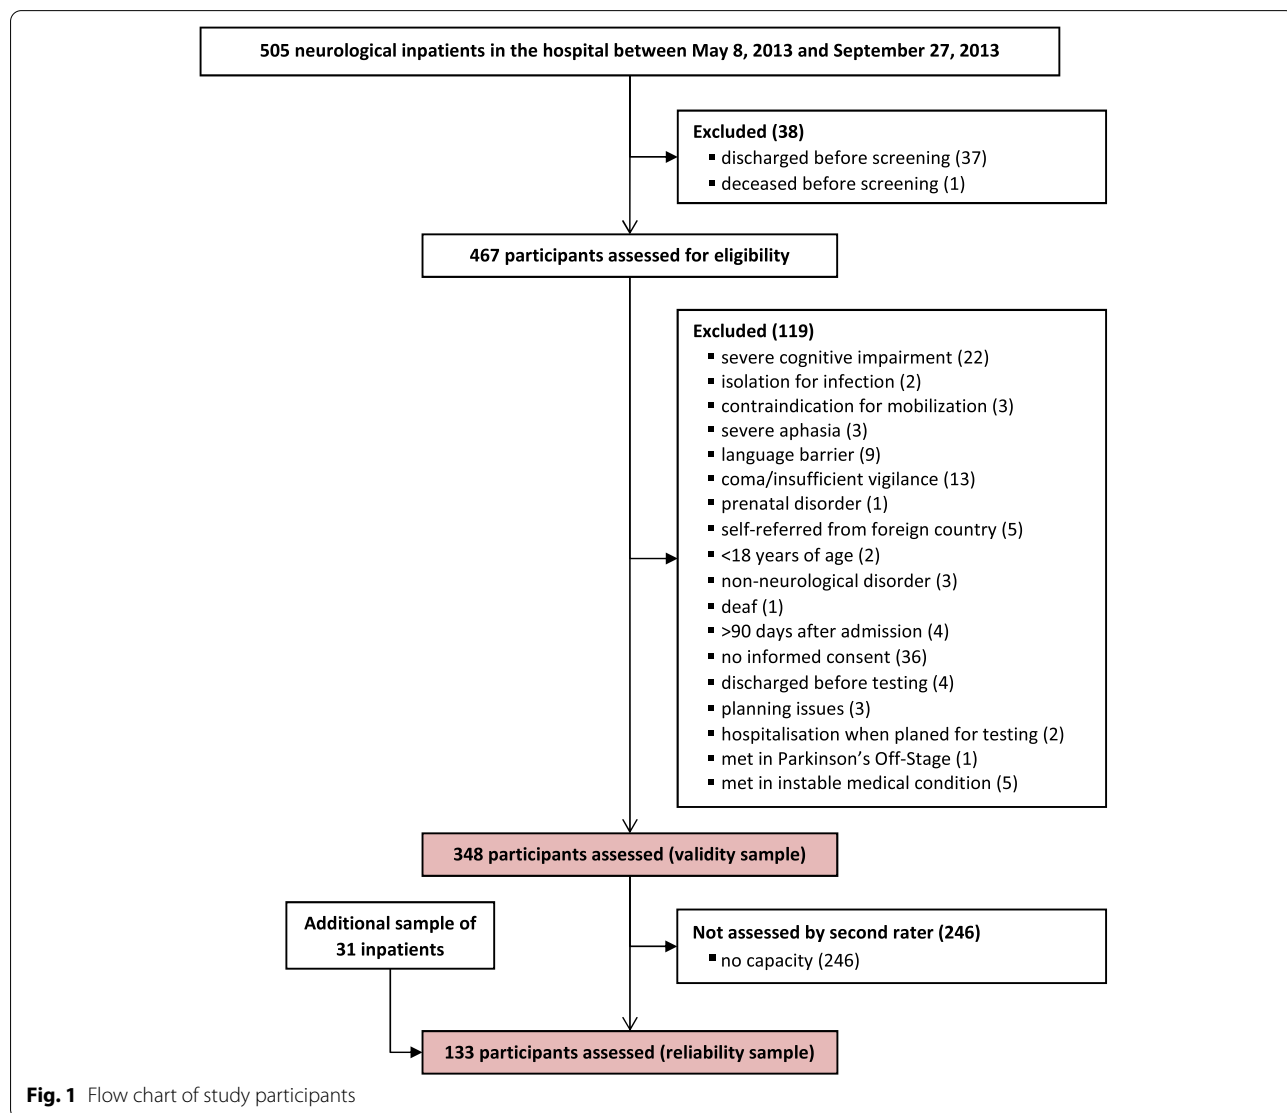 505 neurological inpatients in the hospital between May 8, 2013 and September 27, 2013
Excluded (38)
▪ discharged before screening (37)
▪ deceased before screening (1)
467 participants assessed for eligibility
Excluded (119)
▪ severe cognitive impairment (22)
▪ isolation for infection (2)
▪ contraindication for mobilization (3)
▪ severe aphasia (3)
▪ language barrier (9)
▪ coma/insufficient vigilance (13)
▪ prenatal disorder (1)
▪ self-referred from foreign country (5)
▪ <18 years of age (2)
▪ non-neurological disorder (3)
▪ deaf (1)
▪ >90 days after admission (4)
▪ no informed consent (36)
▪ discharged before testing (4)
▪ planning issues (3)
▪ hospitalisation when planed for testing (2)
▪ met in Parkinson’s Off-Stage (1)
▪ met in instable medical condition (5)
348 participants assessed (validity sample)
Additional sample of
31 inpatients
Not assessed by second rater (246)
▪ no capacity (246)
133 participants assessed (reliability sample)
Fig. 1 Flow chart of study participants